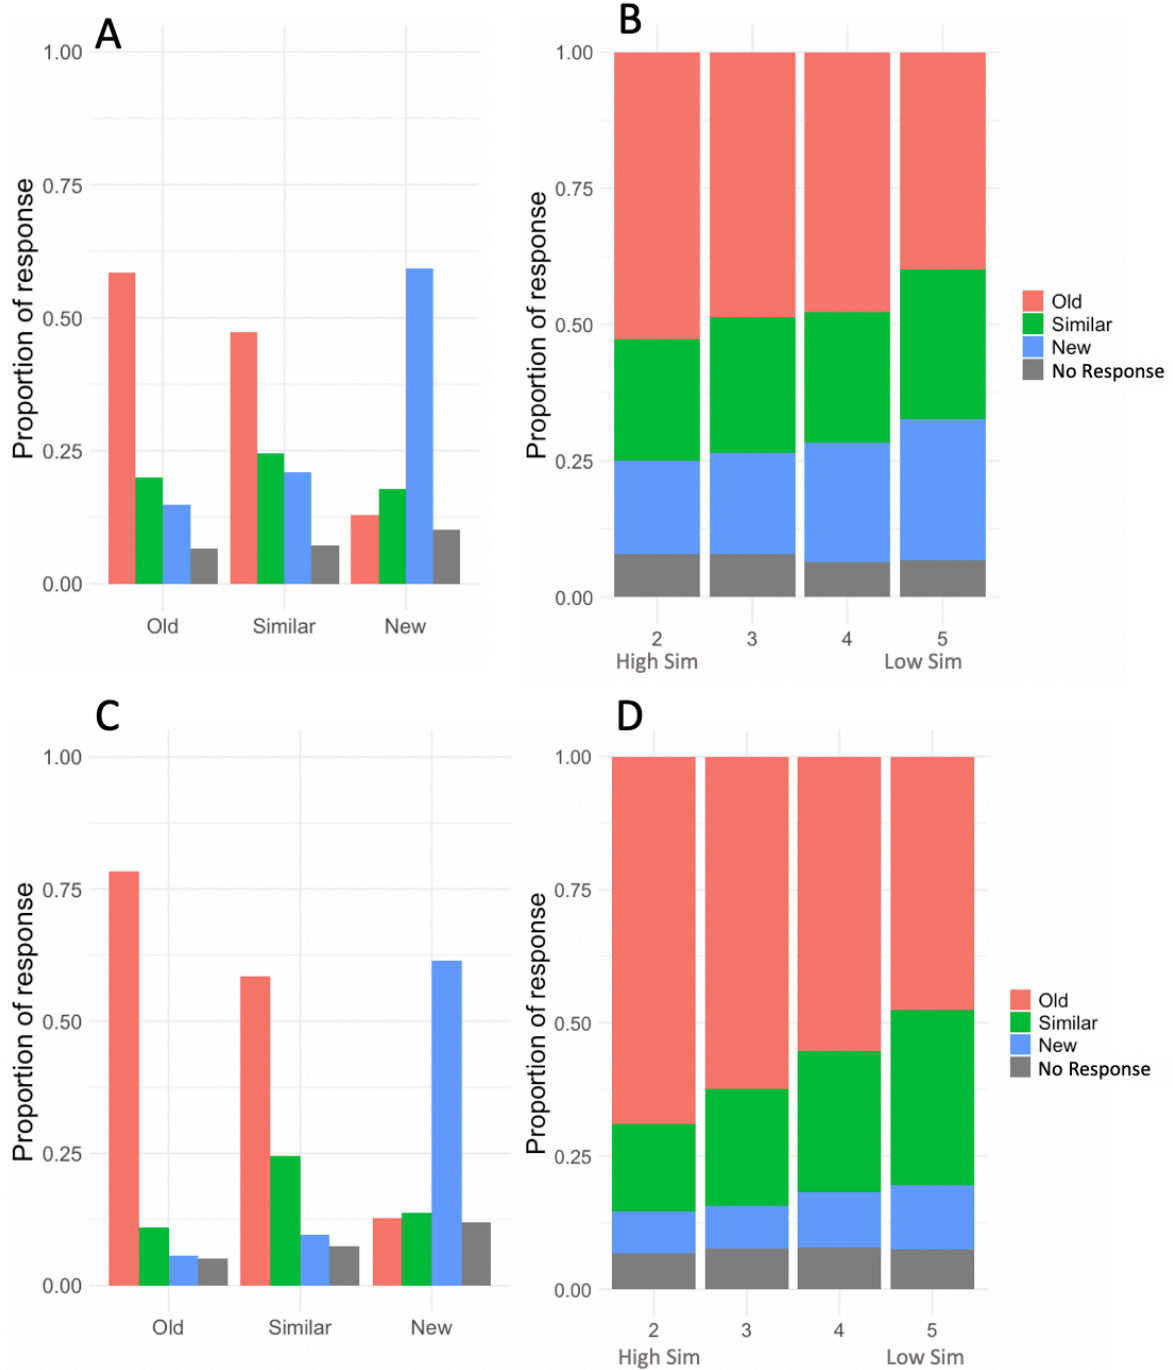 A
1.00
0.75
0.50
0.25
0.00
Proportion of response
Old
Similar
New
B
1.00
0.75
0.50
0.25
0.00
Proportion of response
2
3
4
5
High Sim
Low Sim
Old
Similar
New
No Response
C
1.00
0.75
0.50
0.25
0.00
Proportion of response
Old
Similar
New
D
1.00
0.75
0.50
0.25
0.00
Proportion of response
2
3
4
5
High Sim
Low Sim
Old
Similar
New
No Response